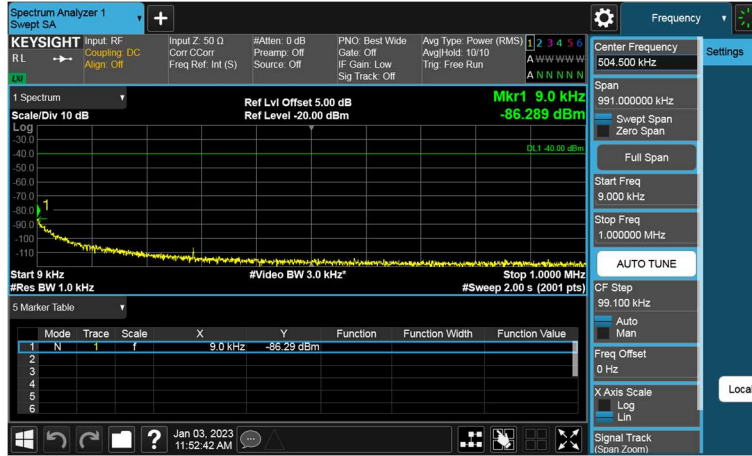 Spectrum Analyzer 1
Swept SA
Frequency
KEYSIGHT
RL
LXI
Input: RF
Coupling: DC
Align: Off
Input Z: 50 Ω
Corr CCorr
Freq Ref: Int (S)
#Atten: 0 dB
Preamp: Off
Source: Off
PNO: Best Wide
Gate: Off
IF Gain: Low
Sig Track: Off
Avg Type: Power (RMS)
Avg|Hold: 10/10
Trig: Free Run
1 2 3 4 5 6
A W W W W W
A N N N N N
1 Spectrum
Scale/Div 10 dB
Ref Lvl Offset 5.00 dB
Ref Level -20.00 dBm
Mkr1 9.0 kHz
-86.289 dBm
Log
-30.0
-40.0
-50.0
-60.0
-70.0
-80.0
-90.0
-100
-110
DL1 -40.00 dBm
1
Start 9 kHz
#Res BW 1.0 kHz
#Video BW 3.0 kHz*
Stop 1.0000 MHz
#Sweep 2.00 s (2001 pts)
5 Marker Table
Mode Trace Scale X Y Function Function Width Function Value
1 N 1 f 9.0 kHz -86.29 dBm
2
3
4
5
6
Jan 03, 2023
11:52:42 AM
Center Frequency
504.500 kHz
Settings
Span
991.000000 kHz
Swept Span
Zero Span
Full Span
Start Freq
9.000 kHz
Stop Freq
1.000000 MHz
AUTO TUNE
CF Step
99.100 kHz
Auto
Man
Freq Offset
0 Hz
X Axis Scale
Log
Lin
Local
Signal Track
(Span Zoom)